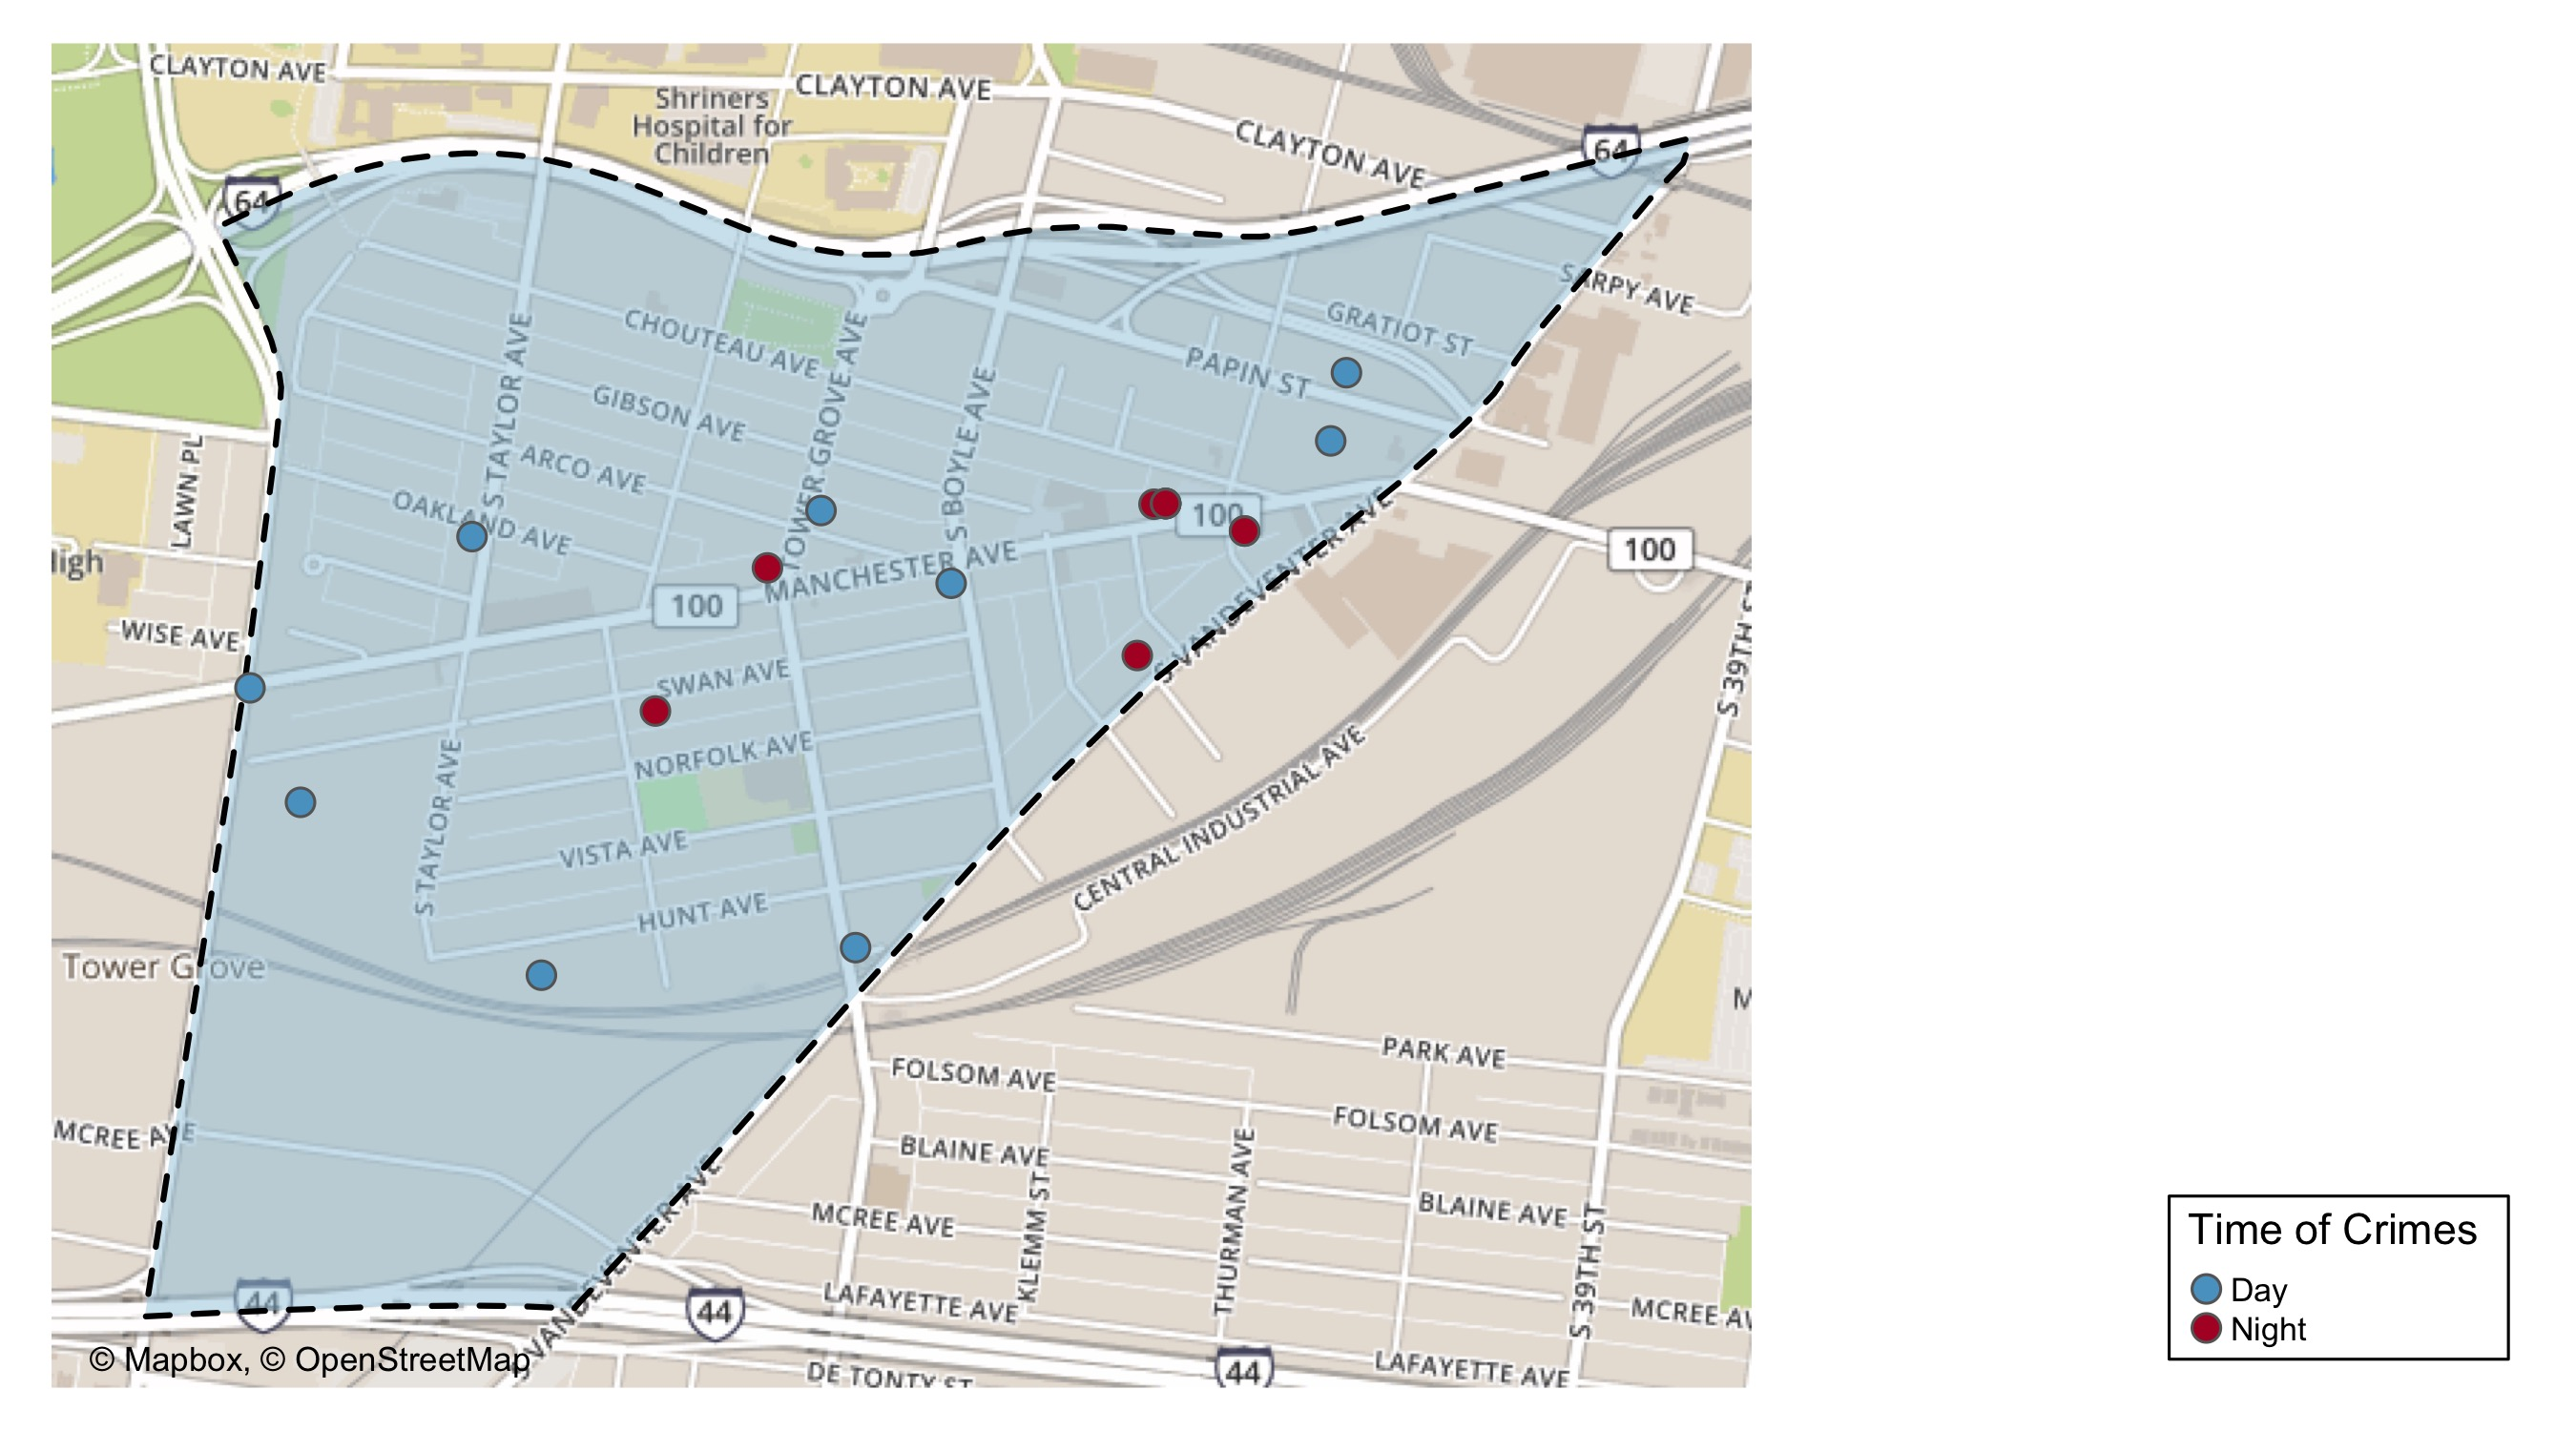 CLAYTON AVE
CLAYTON AVE
Shriners
Hospital for
Children
CLAYTON AVE
64
64
SARPY AVE
GRATIOT ST
PAPIN ST
CHOUTEAU AVE
GIBSON AVE
ARCO AVE
OAKLAND AVE
S TAYLOR AVE
TOWER GROVE AVE
S BOYLE AVE
LAWN PL
100
MANCHESTER AVE
100
100
S VANDEVENTER AVE
WISE AVE
SWAN AVE
NORFOLK AVE
S TAYLOR AVE
VISTA AVE
HUNT AVE
CENTRAL INDUSTRIAL AVE
S 39TH ST
Tower Grove
PARK AVE
FOLSOM AVE
FOLSOM AVE
MCREE AVE
BLAINE AVE
BLAINE AVE
MCREE AVE
KLEMM ST
THURMAN AVE
S 39TH ST
S VANDEVENTER AVE
44
44
LAFAYETTE AVE
MCREE AV
44
LAFAYETTE AVE
DE TONTY ST
© Mapbox, © OpenStreetMap
Time of Crimes
Day
Night